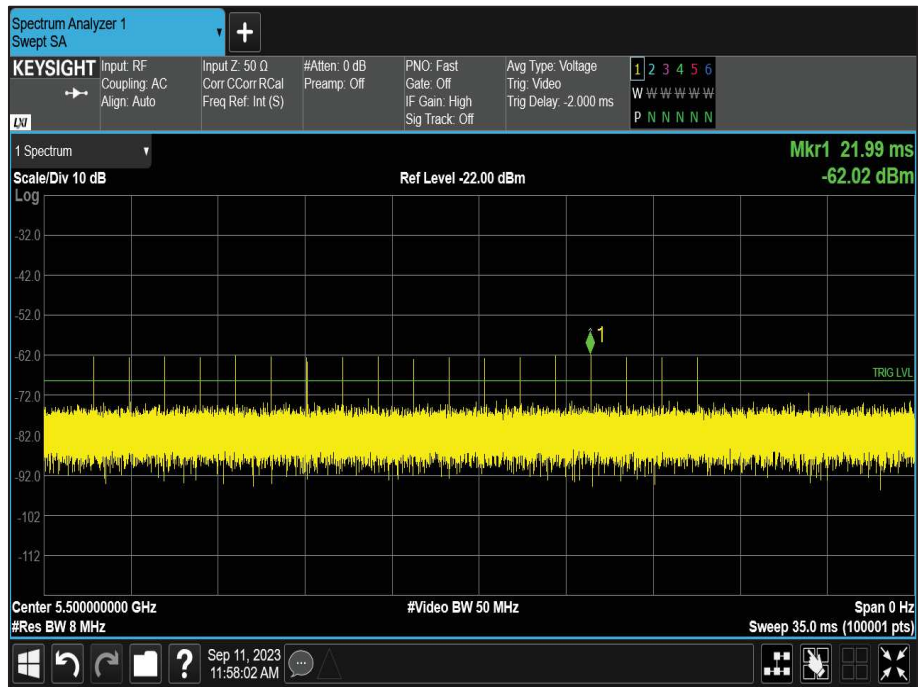 Spectrum Analyzer 1
Swept SA
+
KEYSIGHT
LXI
Input: RF
Coupling: AC
Align: Auto
Input Z: 50 Ω
Corr CCorr RCal
Freq Ref: Int (S)
#Atten: 0 dB
Preamp: Off
PNO: Fast
Gate: Off
IF Gain: High
Sig Track: Off
Avg Type: Voltage
Trig: Video
Trig Delay: -2.000 ms
1 2 3 4 5 6
W W W W W W
P N N N N N
1 Spectrum
Mkr1 21.99 ms
-62.02 dBm
Scale/Div 10 dB
Ref Level -22.00 dBm
Log
-32.0
-42.0
-52.0
1
-62.0
TRIG LVL
-72.0
-82.0
-92.0
-102
-112
Center 5.500000000 GHz
#Video BW 50 MHz
Span 0 Hz
#Res BW 8 MHz
Sweep 35.0 ms (100001 pts)
?
Sep 11, 2023
11:58:02 AM